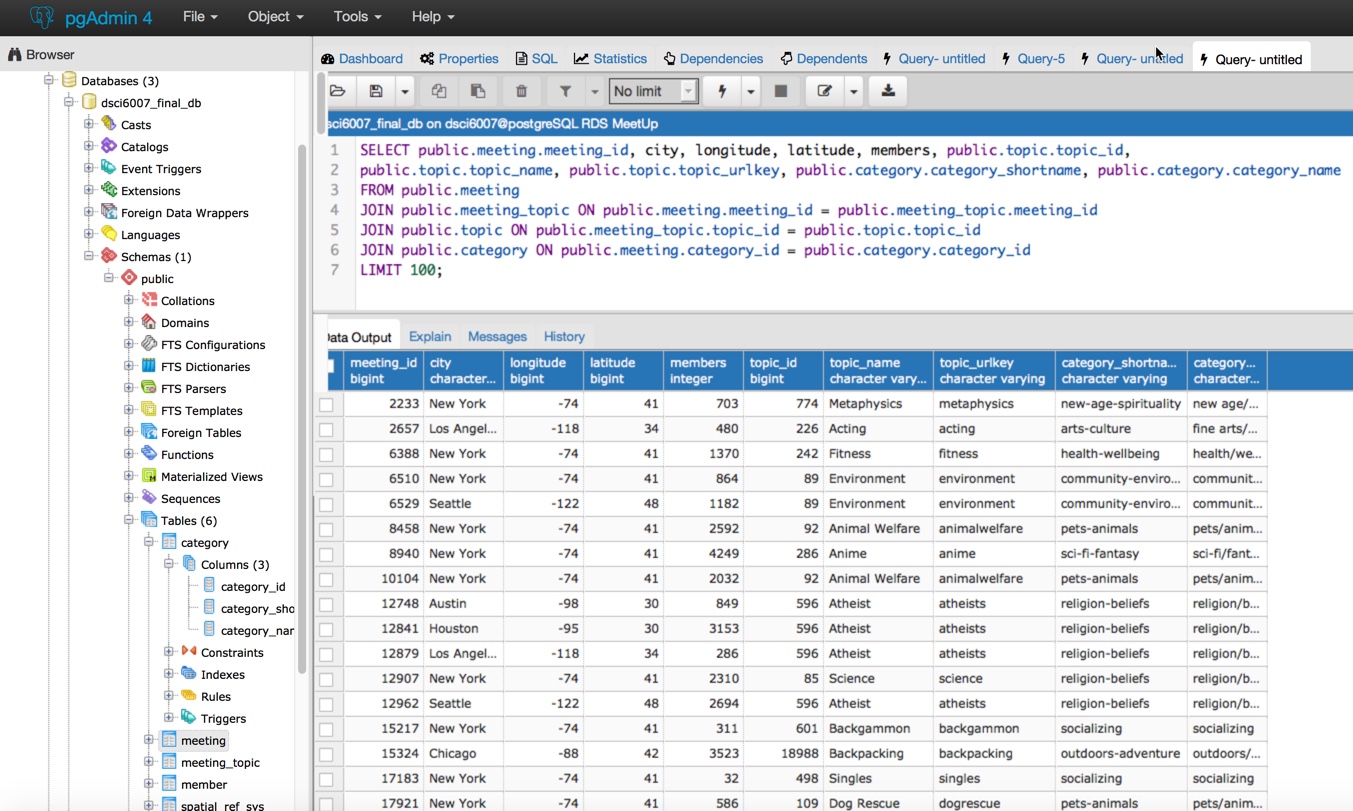 pgAdmin 4 File Object Tools Help
Browser
Dashboard Properties SQL Statistics Dependencies Dependents Query- untitled Query-5 Query- untitled Query- untitled
Databases (3)
dsci6007_final_db
Casts
Catalogs
Event Triggers
Extensions
Foreign Data Wrappers
Languages
Schemas (1)
public
Collations
Domains
FTS Configurations
FTS Dictionaries
FTS Parsers
FTS Templates
Foreign Tables
Functions
Materialized Views
Sequences
Tables (6)
category
Columns (3)
category_id
category_sho
category_nar
Constraints
Indexes
Rules
Triggers
meeting
meeting_topic
member
spatial_ref_sys
No limit
sci6007_final_db on dsci6007@postgreSQL RDS MeetUp
1 SELECT public.meeting.meeting_id, city, longitude, latitude, members, public.topic.topic_id,
2 public.topic.topic_name, public.topic.topic_urlkey, public.category.category_shortname, public.category.category_name
3 FROM public.meeting
4 JOIN public.meeting_topic ON public.meeting.meeting_id = public.meeting_topic.meeting_id
5 JOIN public.topic ON public.meeting_topic.topic_id = public.topic.topic_id
6 JOIN public.category ON public.meeting.category_id = public.category.category_id
7 LIMIT 100;
Data Output Explain Messages History
meeting_id city longitude latitude members topic_id topic_name topic_urlkey category_shortna... category...
bigint character... bigint bigint integer bigint character vary... character varying character varying character...
2233 New York -74 41 703 774 Metaphysics metaphysics new-age-spirituality new age/...
2657 Los Angel... -118 34 480 226 Acting acting arts-culture fine arts/...
6388 New York -74 41 1370 242 Fitness fitness health-wellbeing health/we...
6510 New York -74 41 864 89 Environment environment community-enviro... communit...
6529 Seattle -122 48 1182 89 Environment environment community-enviro... communit...
8458 New York -74 41 2592 92 Animal Welfare animalwelfare pets-animals pets/anim...
8940 New York -74 41 4249 286 Anime anime sci-fi-fantasy sci-fi/fant...
10104 New York -74 41 2032 92 Animal Welfare animalwelfare pets-animals pets/anim...
12748 Austin -98 30 849 596 Atheist atheists religion-beliefs religion/b...
12841 Houston -95 30 3153 596 Atheist atheists religion-beliefs religion/b...
12879 Los Angel... -118 34 286 596 Atheist atheists religion-beliefs religion/b...
12907 New York -74 41 2310 85 Science science religion-beliefs religion/b...
12962 Seattle -122 48 2694 596 Atheist atheists religion-beliefs religion/b...
15217 New York -74 41 311 601 Backgammon backgammon socializing socializing
15324 Chicago -88 42 3523 18988 Backpacking backpacking outdoors-adventure outdoors/...
17183 New York -74 41 32 498 Singles singles socializing socializing
17921 New York -74 41 586 109 Dog Rescue dogrescue pets-animals pets/anim...